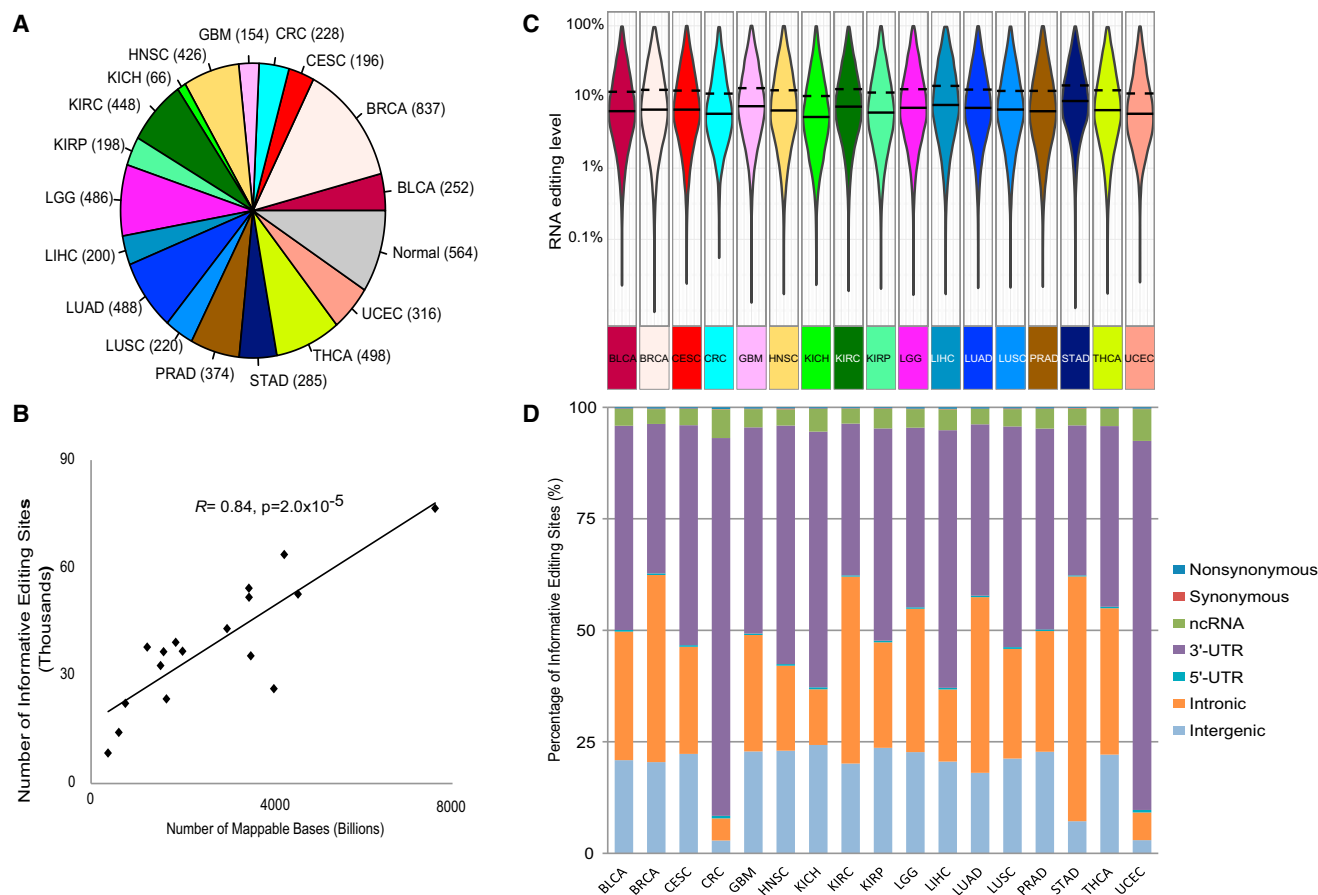 A
GBM (154)
CRC (228)
HNSC (426)
CESC (196)
KICH (66)
BRCA (837)
KIRC (448)
KIRP (198)
BLCA (252)
LGG (486)
Normal (564)
LIHC (200)
LUAD (488)
UCEC (316)
LUSC (220)
THCA (498)
PRAD (374)
STAD (285)
B
90
60
30
0
R= 0.84, p=2.0x10-5
Number of Informative Editing Sites
(Thousands)
0 4000 8000
Number of Mappable Bases (Billions)
C
100%
10%
1%
0.1%
RNA editing level
BLCA BRCA CESC CRC GBM HNSC KICH KIRC KIRP LGG LIHC LUAD LUSC PRAD STAD THCA UCEC
D
100
75
50
25
0
Percentage of Informative Editing Sites (%)
BLCA BRCA CESC CRC GBM HNSC KICH KIRC KIRP LGG LIHC LUAD LUSC PRAD STAD THCA UCEC
Nonsynonymous
Synonymous
ncRNA
3'-UTR
5'-UTR
Intronic
Intergenic